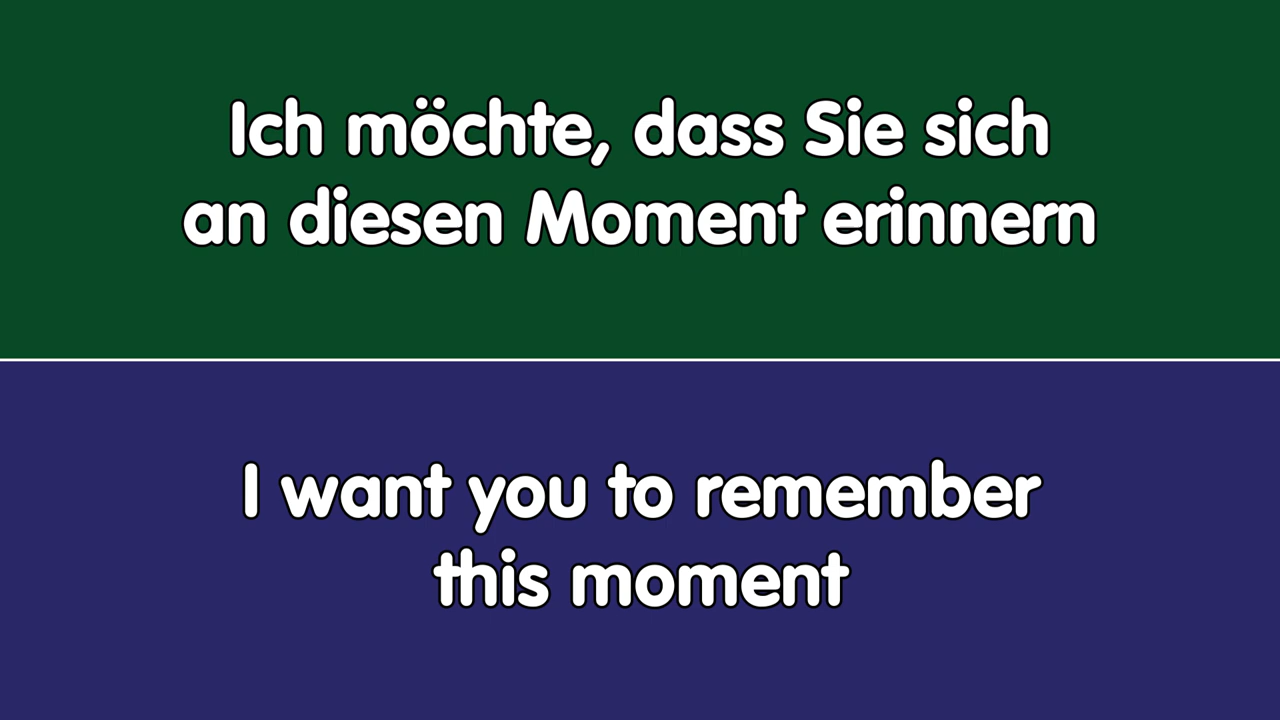 Ich möchte, dass Sie sich
an diesen Moment erinnern
I want you to remember
this moment